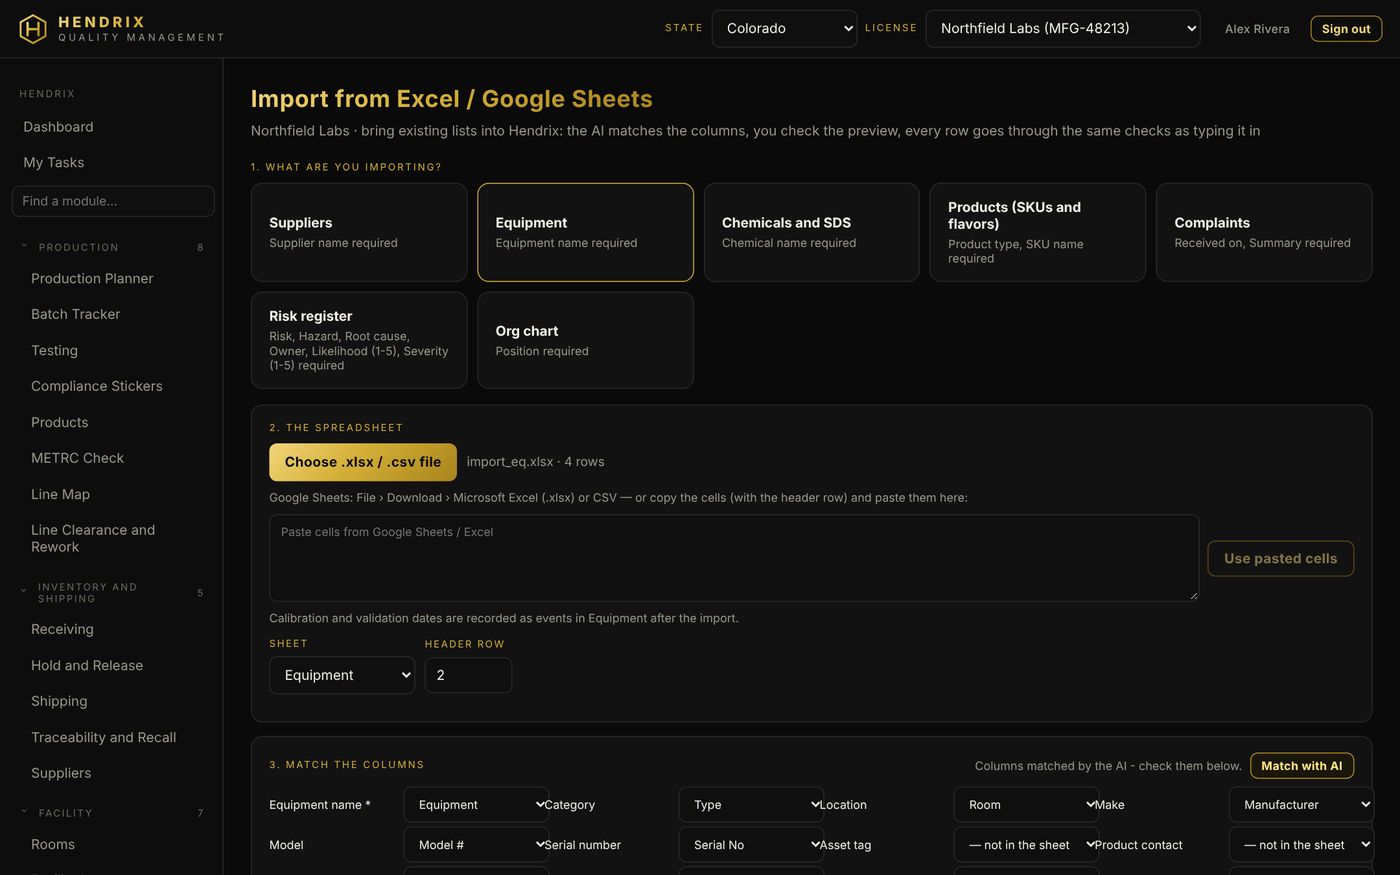 HENDRIX
QUALITY MANAGEMENT
STATE
Colorado
LICENSE
Northfield Labs (MFG-48213)
Alex Rivera
Sign out
HENDRIX
Dashboard
My Tasks
Find a module...
PRODUCTION 8
Production Planner
Batch Tracker
Testing
Compliance Stickers
Products
METRC Check
Line Map
Line Clearance and
Rework
INVENTORY AND
SHIPPING 5
Receiving
Hold and Release
Shipping
Traceability and Recall
Suppliers
FACILITY 7
Rooms
Import from Excel / Google Sheets
Northfield Labs · bring existing lists into Hendrix: the AI matches the columns, you check the preview, every row goes through the same checks as typing it in
1. WHAT ARE YOU IMPORTING?
Suppliers
Supplier name required
Equipment
Equipment name required
Chemicals and SDS
Chemical name required
Products (SKUs and
flavors)
Product type, SKU name
required
Complaints
Received on, Summary required
Risk register
Risk, Hazard, Root cause,
Owner, Likelihood (1-5), Severity
(1-5) required
Org chart
Position required
2. THE SPREADSHEET
Choose .xlsx / .csv file
import_eq.xlsx · 4 rows
Google Sheets: File › Download › Microsoft Excel (.xlsx) or CSV — or copy the cells (with the header row) and paste them here:
Paste cells from Google Sheets / Excel
Use pasted cells
Calibration and validation dates are recorded as events in Equipment after the import.
SHEET
HEADER ROW
Equipment
2
3. MATCH THE COLUMNS
Columns matched by the AI - check them below.
Match with AI
Equipment name * Equipment Category Type Location Room Make Manufacturer
Model Model # Serial number Serial No Asset tag — not in the sheet Product contact — not in the sheet